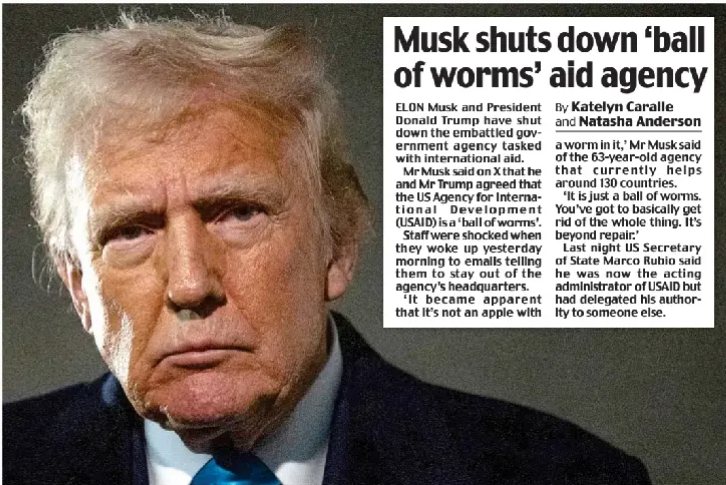 Musk shuts down ‘ball
of worms’ aid agency
ELON Musk and President
Donald Trump have shut
down the embattled gov-
ernment agency tasked
with international aid.
Mr Musk said on X that he
and Mr Trump agreed that
the US Agency for Interna-
tional Development
(USAID) is a ‘ball of worms’.
Staff were shocked when
they woke up yesterday
morning to emails telling
them to stay out of the
agency’s headquarters.
‘It became apparent
that it’s not an apple with
By Katelyn Caralle
and Natasha Anderson
a worm in it,’ Mr Musk said
of the 63-year-old agency
that currently helps
around 130 countries.
‘It is just a ball of worms.
You’ve got to basically get
rid of the whole thing. It’s
beyond repair.’
Last night US Secretary
of State Marco Rubio said
he was now the acting
administrator of USAID but
had delegated his author-
ity to someone else.